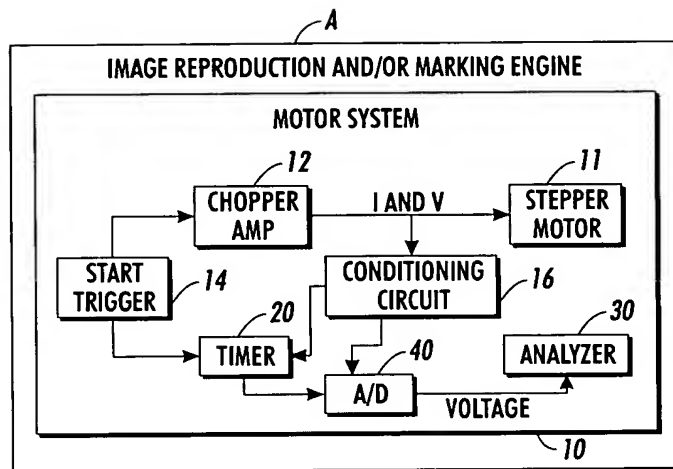 A
IMAGE REPRODUCTION AND/OR MARKING ENGINE
MOTOR SYSTEM
12
11
CHOPPER
AMP
I AND V
STEPPER
MOTOR
START
TRIGGER
14
CONDITIONING
CIRCUIT
16
20
TIMER
40
A/D
30
ANALYZER
VOLTAGE
10